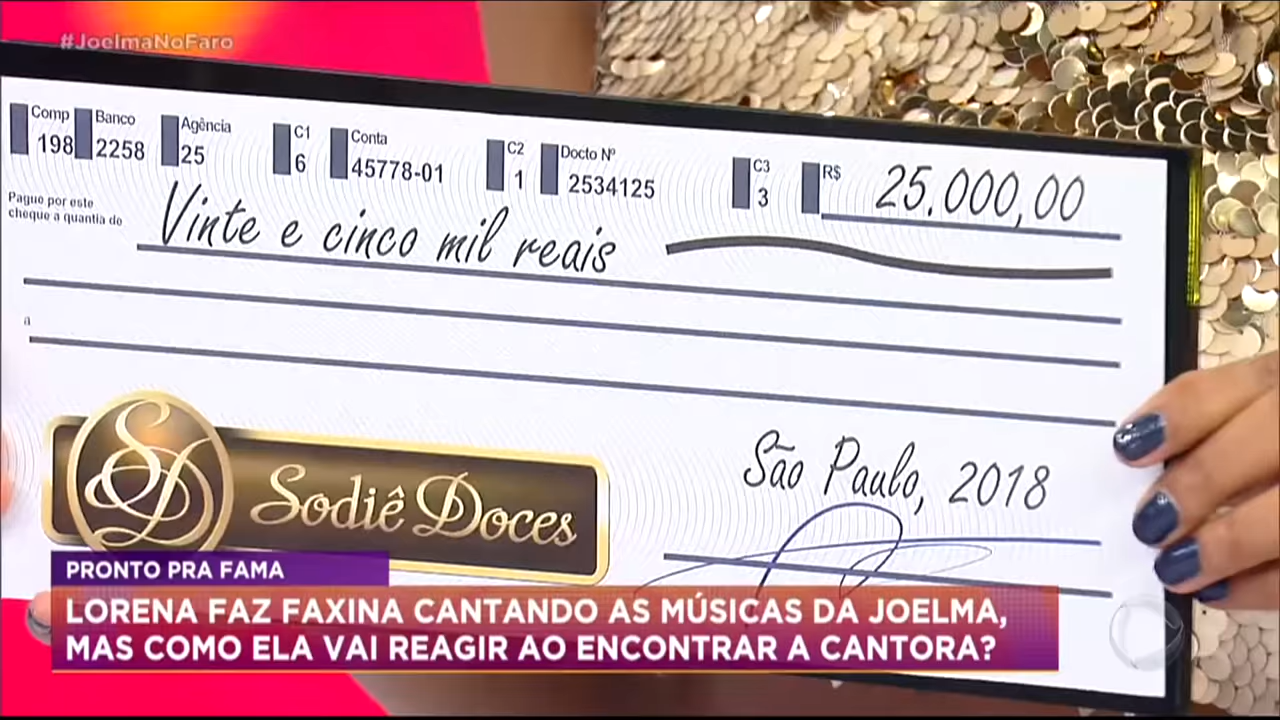 #JoelmaNoFaro
Comp Banco Agência C1 Conta C2 Docto Nº C3 R$
198 2258 25 6 45778-01 1 2534125 3 25.000,00
Pague por este
cheque a quantia de
Vinte e cinco mil reais
a
São Paulo, 2018
SD
Sodiê Doces
PRONTO PRA FAMA
LORENA FAZ FAXINA CANTANDO AS MÚSICAS DA JOELMA,
MAS COMO ELA VAI REAGIR AO ENCONTRAR A CANTORA?